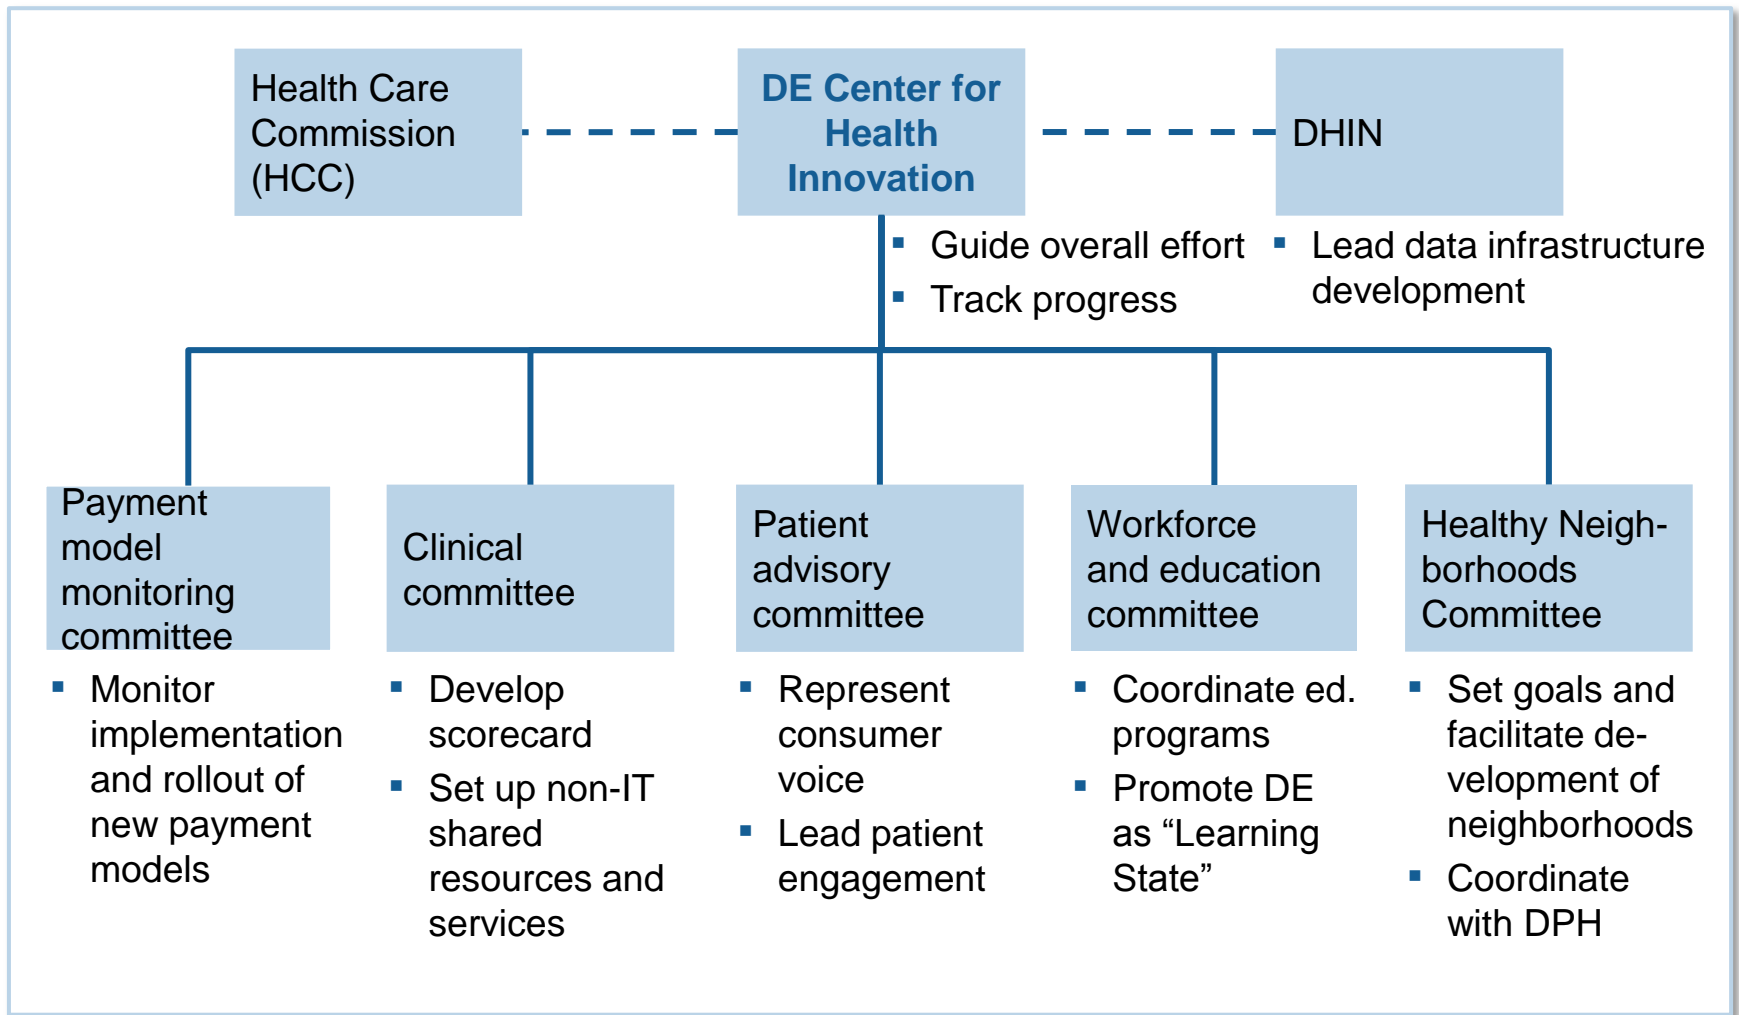 Health Care
Commission
(HCC)
DE Center for
Health
Innovation
DHIN
▪ Guide overall effort
▪ Track progress
▪ Lead data infrastructure
development
Payment
model
monitoring
committee
▪ Monitor
implementation
and rollout of
new payment
models
Clinical
committee
▪ Develop
scorecard
▪ Set up non-IT
shared
resources and
services
Patient
advisory
committee
▪ Represent
consumer
voice
▪ Lead patient
engagement
Workforce
and education
committee
▪ Coordinate ed.
programs
▪ Promote DE
as “Learning
State”
Healthy Neigh-
borhoods
Committee
▪ Set goals and
facilitate de-
velopment of
neighborhoods
▪ Coordinate
with DPH